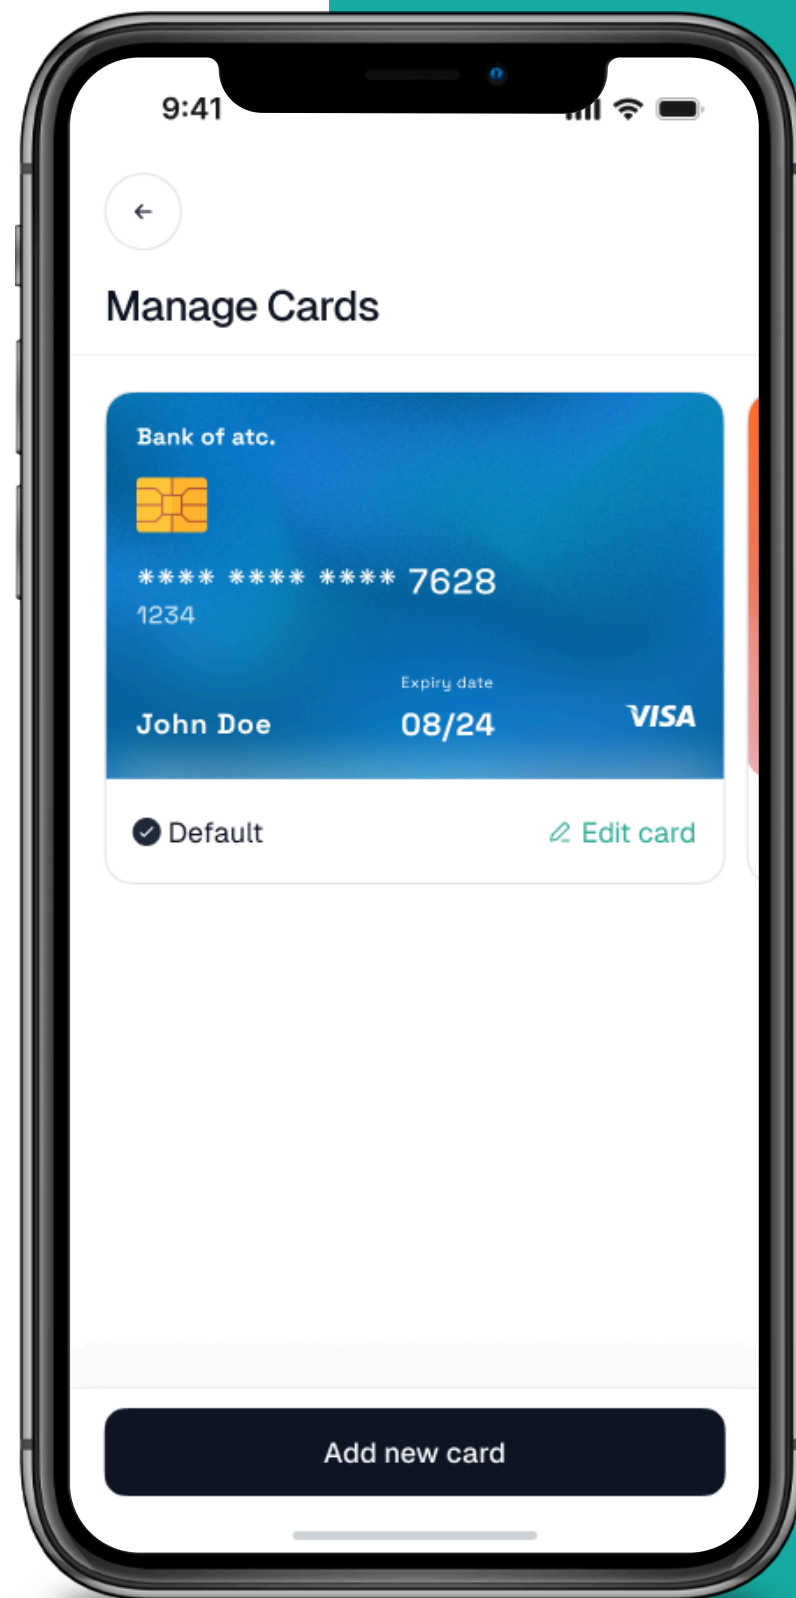 9:41
Manage Cards
Bank of atc.
**** **** **** 7628
1234
Expiry date
John Doe 08/24 VISA
Default Edit card
Add new card